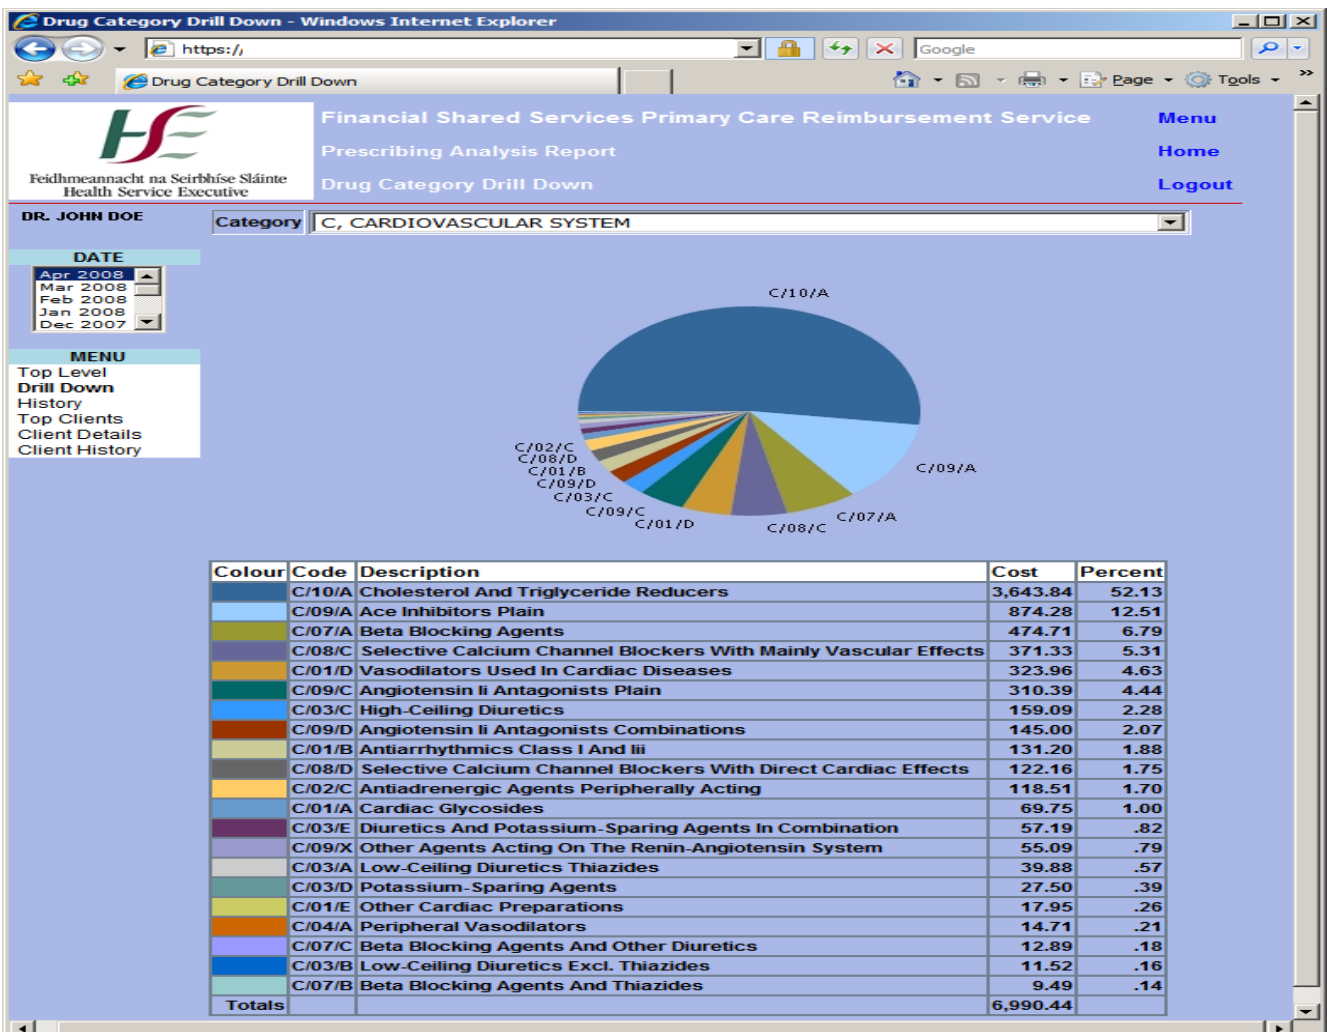 Drug Category Drill Down - Windows Internet Explorer
https://
Google
Drug Category Drill Down
Page Tools
Feidhmeannacht na Seirbhíse Sláinte
Health Service Executive
Financial Shared Services Primary Care Reimbursement Service
Menu
Prescribing Analysis Report
Home
Drug Category Drill Down
Logout
DR. JOHN DOE
Category C, CARDIOVASCULAR SYSTEM
DATE
Apr 2008
Mar 2008
Feb 2008
Jan 2008
Dec 2007
MENU
Top Level
Drill Down
History
Top Clients
Client Details
Client History
C/10/A
C/09/A
C/07/A
C/08/C
C/01/D
C/09/C
C/03/C
C/09/D
C/01/B
C/08/D
C/02/C
Colour Code Description Cost Percent
C/10/A Cholesterol And Triglyceride Reducers 3,643.84 52.13
C/09/A Ace Inhibitors Plain 874.28 12.51
C/07/A Beta Blocking Agents 474.71 6.79
C/08/C Selective Calcium Channel Blockers With Mainly Vascular Effects 371.33 5.31
C/01/D Vasodilators Used In Cardiac Diseases 323.96 4.63
C/09/C Angiotensin Ii Antagonists Plain 310.39 4.44
C/03/C High-Ceiling Diuretics 159.09 2.28
C/09/D Angiotensin Ii Antagonists Combinations 145.00 2.07
C/01/B Antiarrhythmics Class I And Iii 131.20 1.88
C/08/D Selective Calcium Channel Blockers With Direct Cardiac Effects 122.16 1.75
C/02/C Antiadrenergic Agents Peripherally Acting 118.51 1.70
C/01/A Cardiac Glycosides 69.75 1.00
C/03/E Diuretics And Potassium-Sparing Agents In Combination 57.19 .82
C/09/X Other Agents Acting On The Renin-Angiotensin System 55.09 .79
C/03/A Low-Ceiling Diuretics Thiazides 39.88 .57
C/03/D Potassium-Sparing Agents 27.50 .39
C/01/E Other Cardiac Preparations 17.95 .26
C/04/A Peripheral Vasodilators 14.71 .21
C/07/C Beta Blocking Agents And Other Diuretics 12.89 .18
C/03/B Low-Ceiling Diuretics Excl. Thiazides 11.52 .16
C/07/B Beta Blocking Agents And Thiazides 9.49 .14
Totals 6,990.44